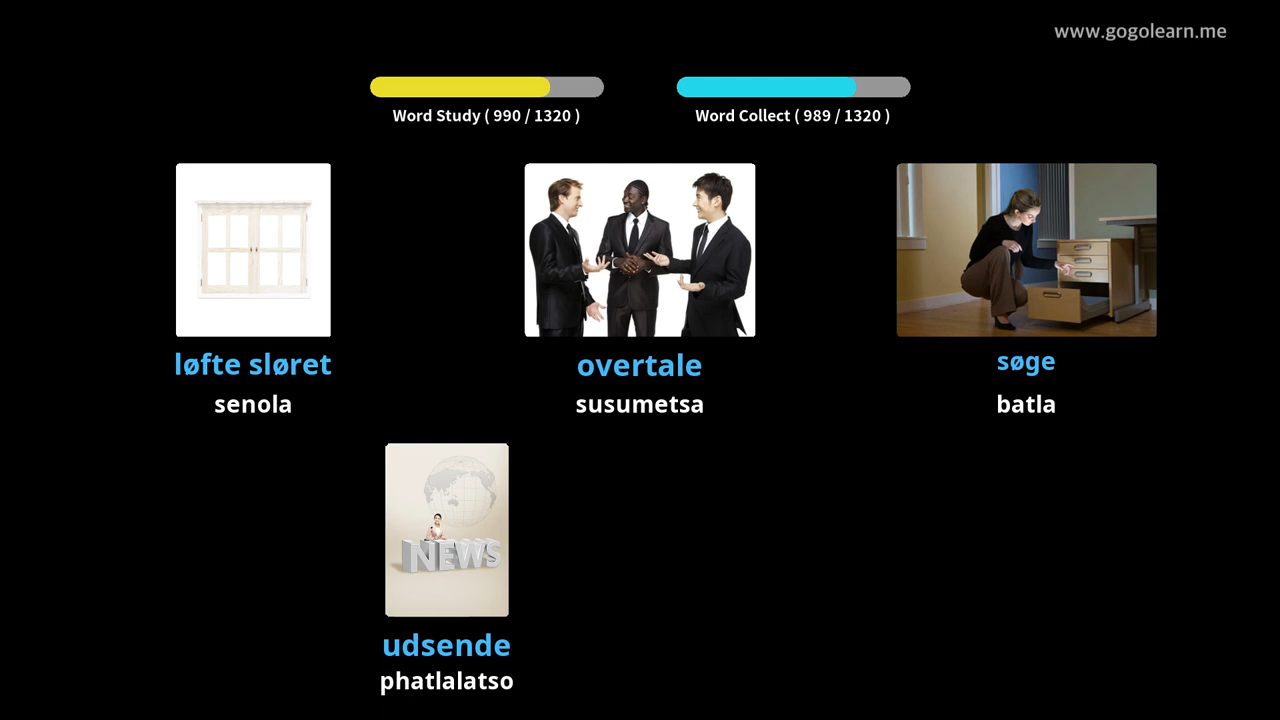 www.gogolearn.me
Word Study ( 990 / 1320 )
Word Collect ( 989 / 1320 )
løfte sløret
senola
overtale
susumetsa
søge
batla
NEWS
udsende
phatlalatso